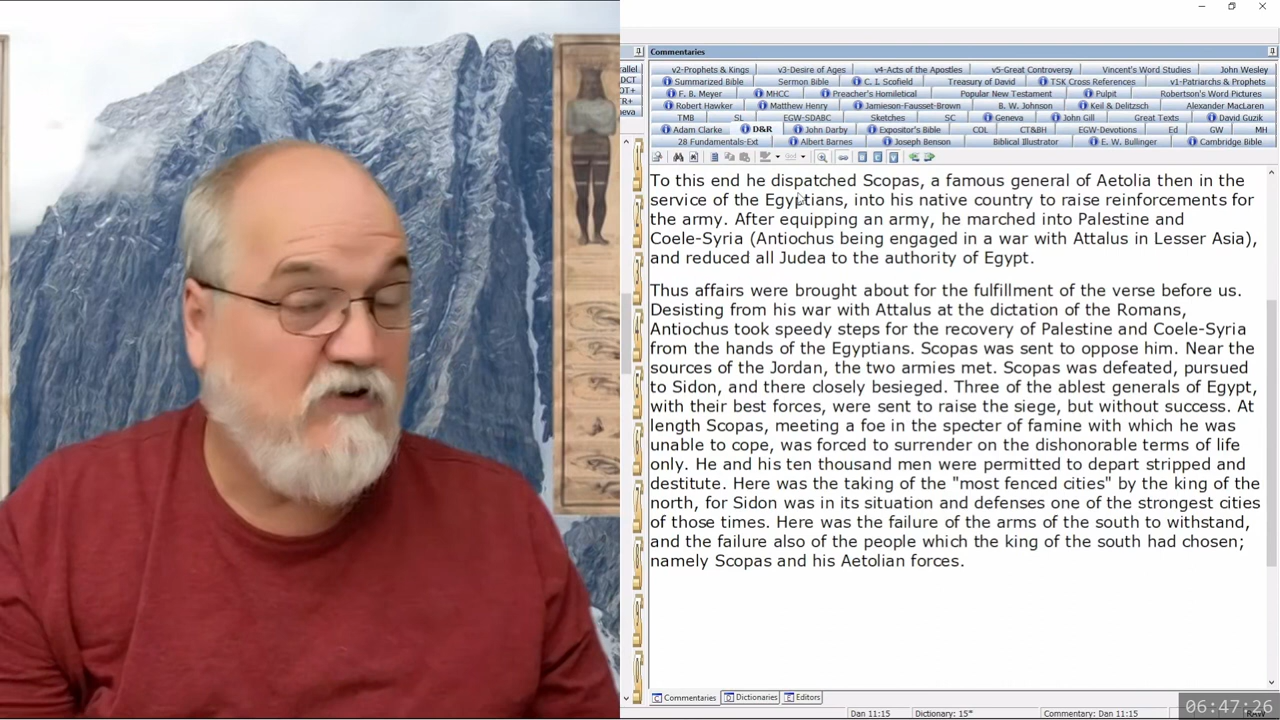 Commentaries
v2-Prophets & Kings v3-Desire of Ages v4-Acts of the Apostles v5-Great Controversy Vincent's Word Studies John Wesley
Summarized Bible Sermon Bible C. I. Scofield Treasury of David TSK Cross References v1-Patriarchs & Prophets
F. B. Meyer MHCC Preacher's Homiletical Popular New Testament Pulpit Robertson's Word Pictures
Robert Hawker Matthew Henry Jamieson-Fausset-Brown B. W. Johnson Keil & Delitzsch Alexander MacLaren
TMB SL EGW-SDABC Sketches SC Geneva John Gill Great Texts David Guzik
Adam Clarke D&R John Darby Expositor's Bible COL CT&BH EGW-Devotions Ed GW MH
28 Fundamentals-Ext Albert Barnes Joseph Benson Biblical Illustrator E. W. Bullinger Cambridge Bible
To this end he dispatched Scopas, a famous general of Aetolia then in the
service of the Egyptians, into his native country to raise reinforcements for
the army. After equipping an army, he marched into Palestine and
Coele-Syria (Antiochus being engaged in a war with Attalus in Lesser Asia),
and reduced all Judea to the authority of Egypt.
Thus affairs were brought about for the fulfillment of the verse before us.
Desisting from his war with Attalus at the dictation of the Romans,
Antiochus took speedy steps for the recovery of Palestine and Coele-Syria
from the hands of the Egyptians. Scopas was sent to oppose him. Near the
sources of the Jordan, the two armies met. Scopas was defeated, pursued
to Sidon, and there closely besieged. Three of the ablest generals of Egypt,
with their best forces, were sent to raise the siege, but without success. At
length Scopas, meeting a foe in the specter of famine with which he was
unable to cope, was forced to surrender on the dishonorable terms of life
only. He and his ten thousand men were permitted to depart stripped and
destitute. Here was the taking of the "most fenced cities" by the king of the
north, for Sidon was in its situation and defenses one of the strongest cities
of those times. Here was the failure of the arms of the south to withstand,
and the failure also of the people which the king of the south had chosen;
namely Scopas and his Aetolian forces.
Commentaries Dictionaries Editors
Dan 11:15 Dictionary: 15* Commentary: Dan 11:15
06:47:26